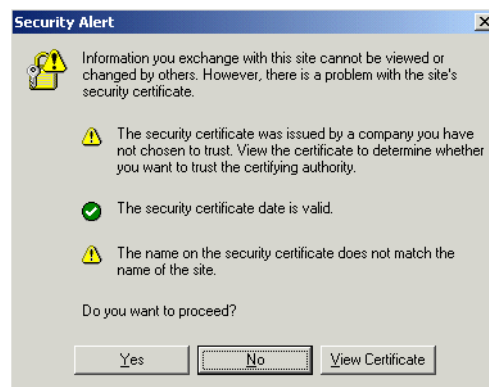 Security Alert
Information you exchange with this site cannot be viewed or
changed by others. However, there is a problem with the site's
security certificate.
The security certificate was issued by a company you have
not chosen to trust. View the certificate to determine whether
you want to trust the certifying authority.
The security certificate date is valid.
The name on the security certificate does not match the
name of the site.
Do you want to proceed?
Yes No View Certificate